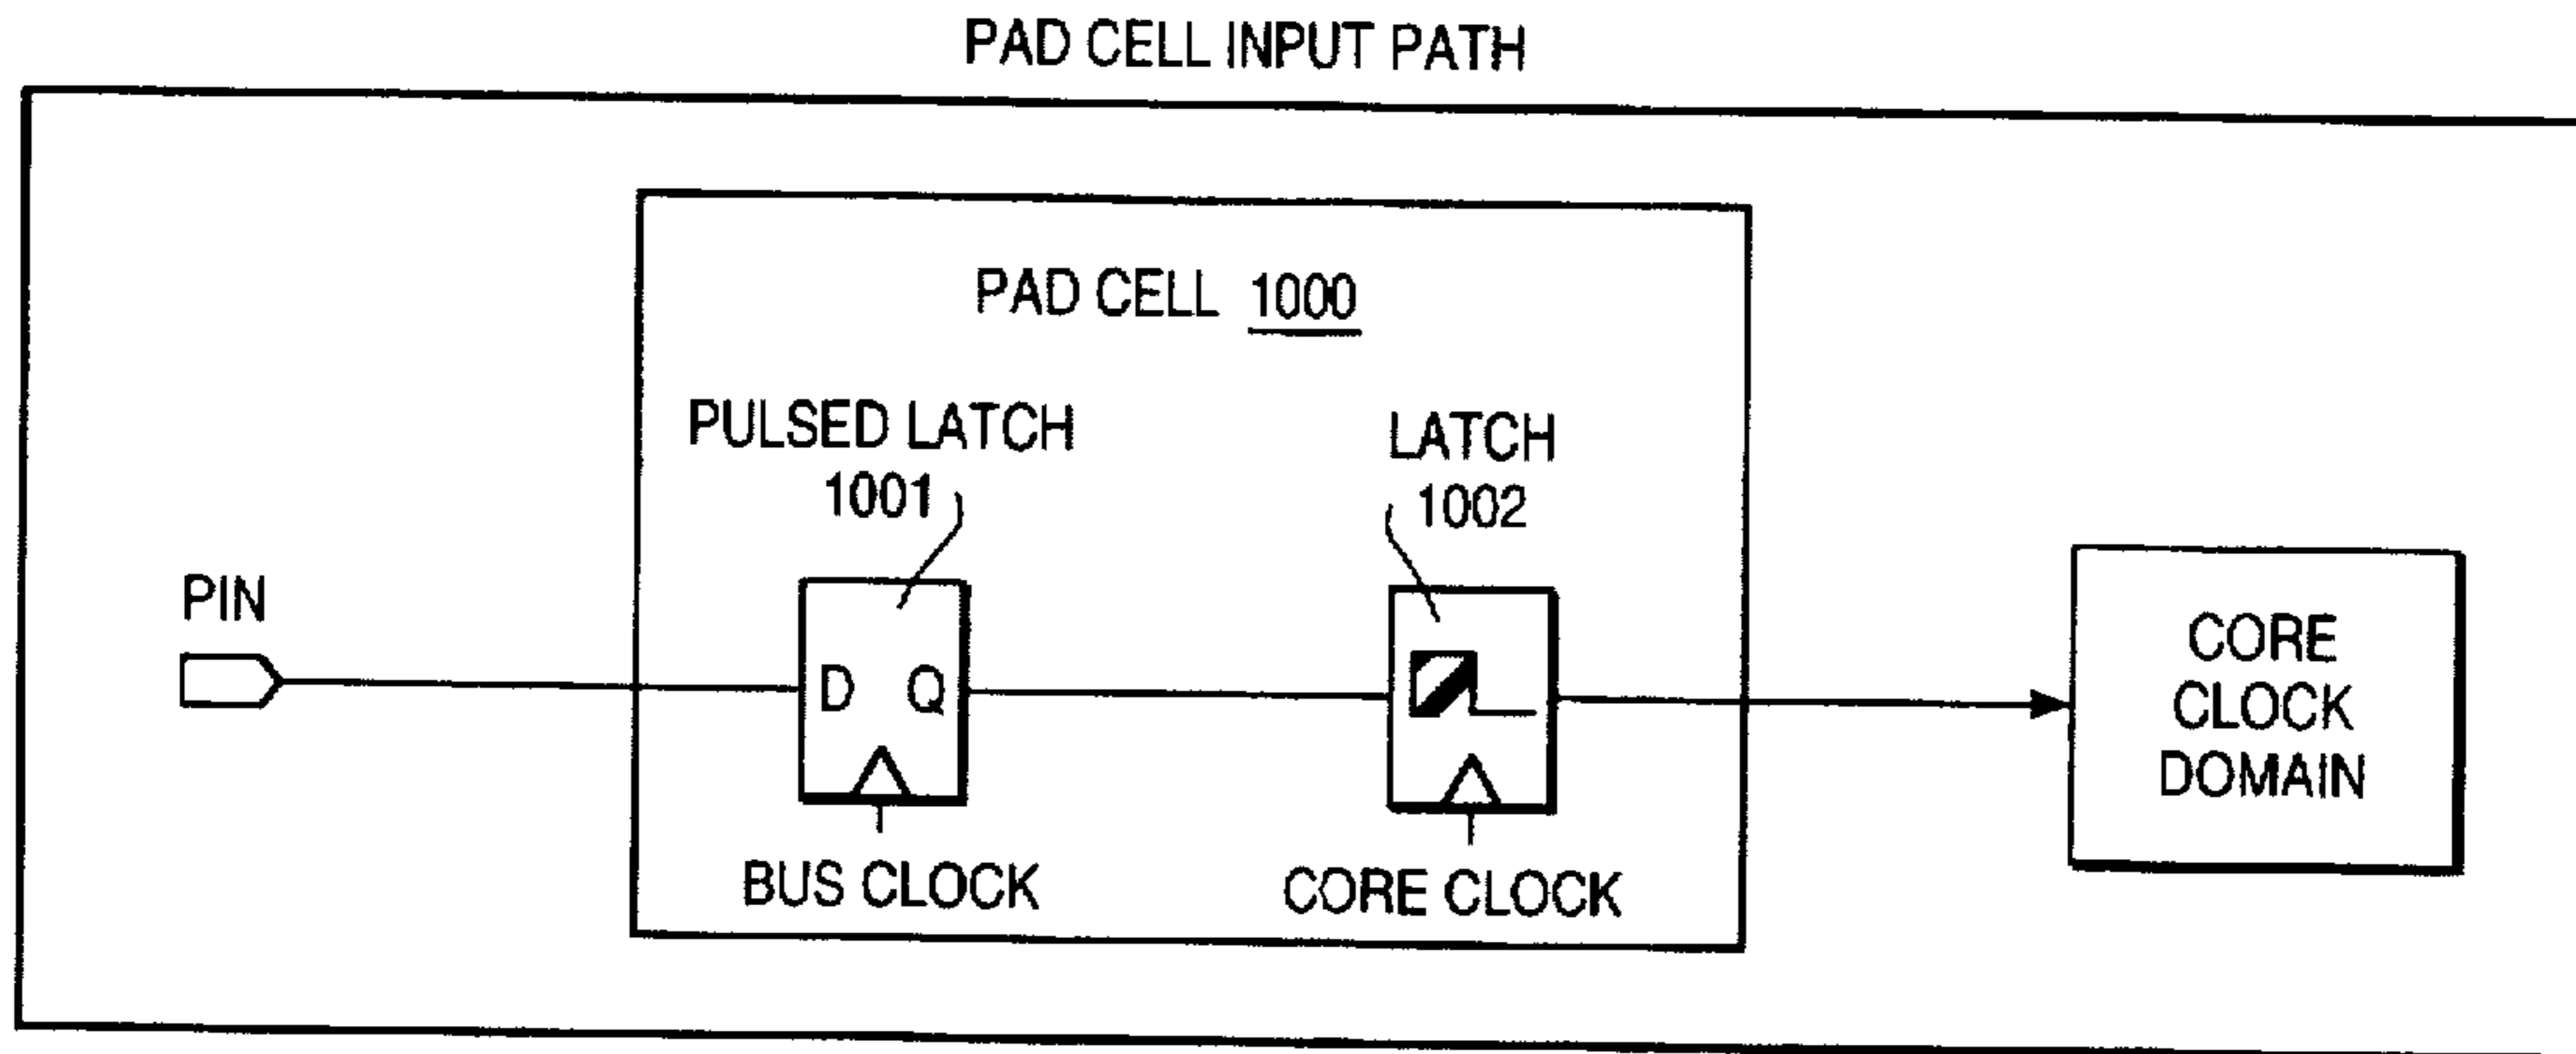 PAD CELL INPUT PATH
PAD CELL 1000
PULSED LATCH
1001
LATCH
1002
PIN
D Q
CORE
CLOCK
DOMAIN
BUS CLOCK
CORE CLOCK